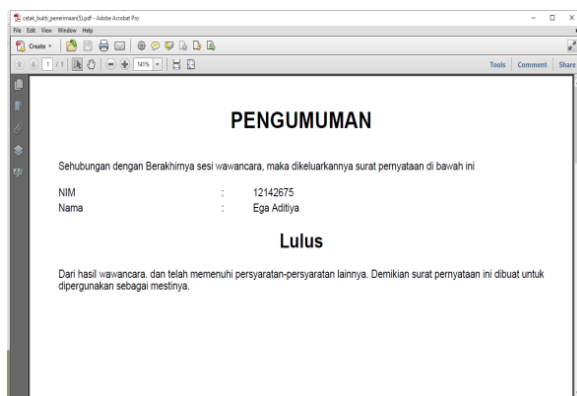 cetak_bukti_penerimaan(5).pdf - Adobe Acrobat Pro
File Edit View Window Help
Create
1 / 1 141% Tools Comment Share
PENGUMUMAN
Sehubungan dengan Berakhirnya sesi wawancara, maka dikeluarkannya surat pernyataan di bawah ini
NIM : 12142675
Nama : Ega Aditiya
Lulus
Dari hasil wawancara. dan telah memenuhi persyaratan-persyaratan lainnya. Demikian surat pernyataan ini dibuat untuk
dipergunakan sebagai mestinya.